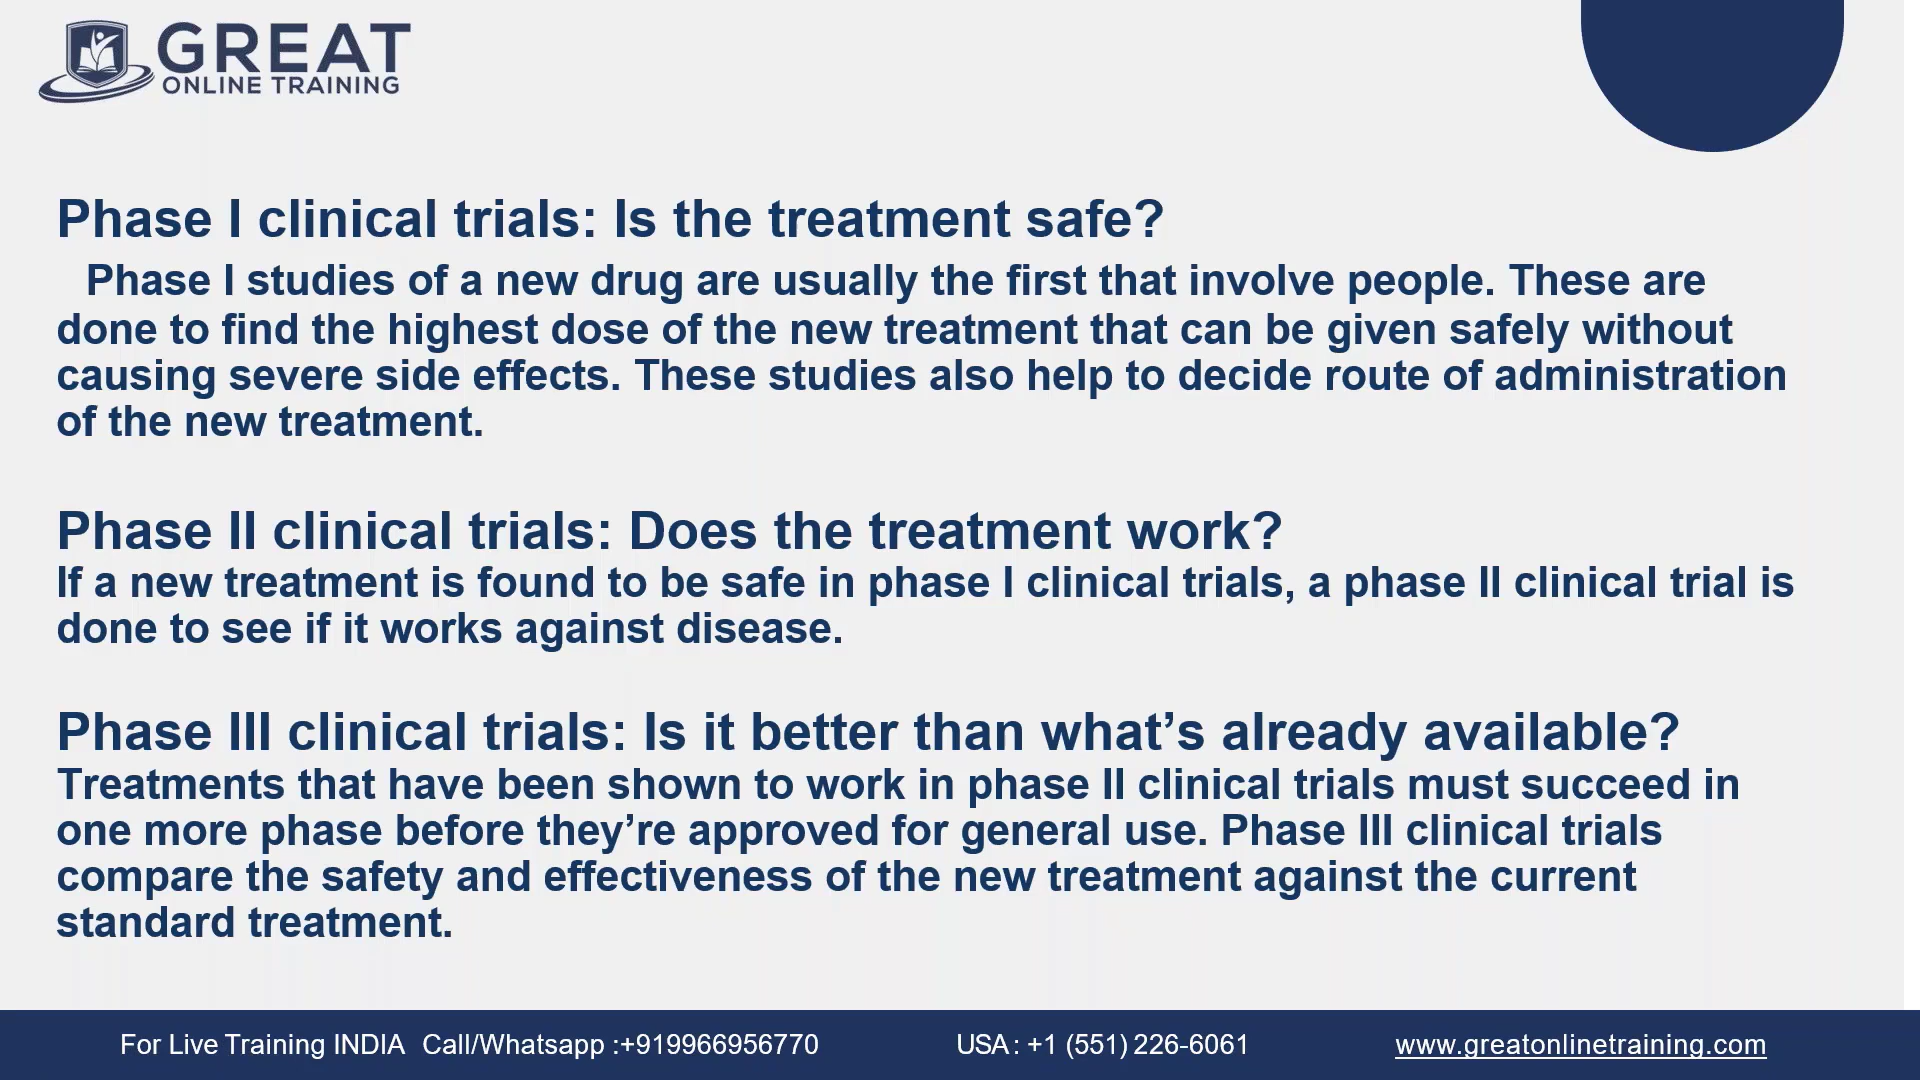 GREAT
ONLINE TRAINING
Phase I clinical trials: Is the treatment safe?
Phase I studies of a new drug are usually the first that involve people. These are
done to find the highest dose of the new treatment that can be given safely without
causing severe side effects. These studies also help to decide route of administration
of the new treatment.
Phase II clinical trials: Does the treatment work?
If a new treatment is found to be safe in phase I clinical trials, a phase II clinical trial is
done to see if it works against disease.
Phase III clinical trials: Is it better than what’s already available?
Treatments that have been shown to work in phase II clinical trials must succeed in
one more phase before they’re approved for general use. Phase III clinical trials
compare the safety and effectiveness of the new treatment against the current
standard treatment.
For Live Training INDIA Call/Whatsapp :+919966956770 USA : +1 (551) 226-6061 www.greatonlinetraining.com